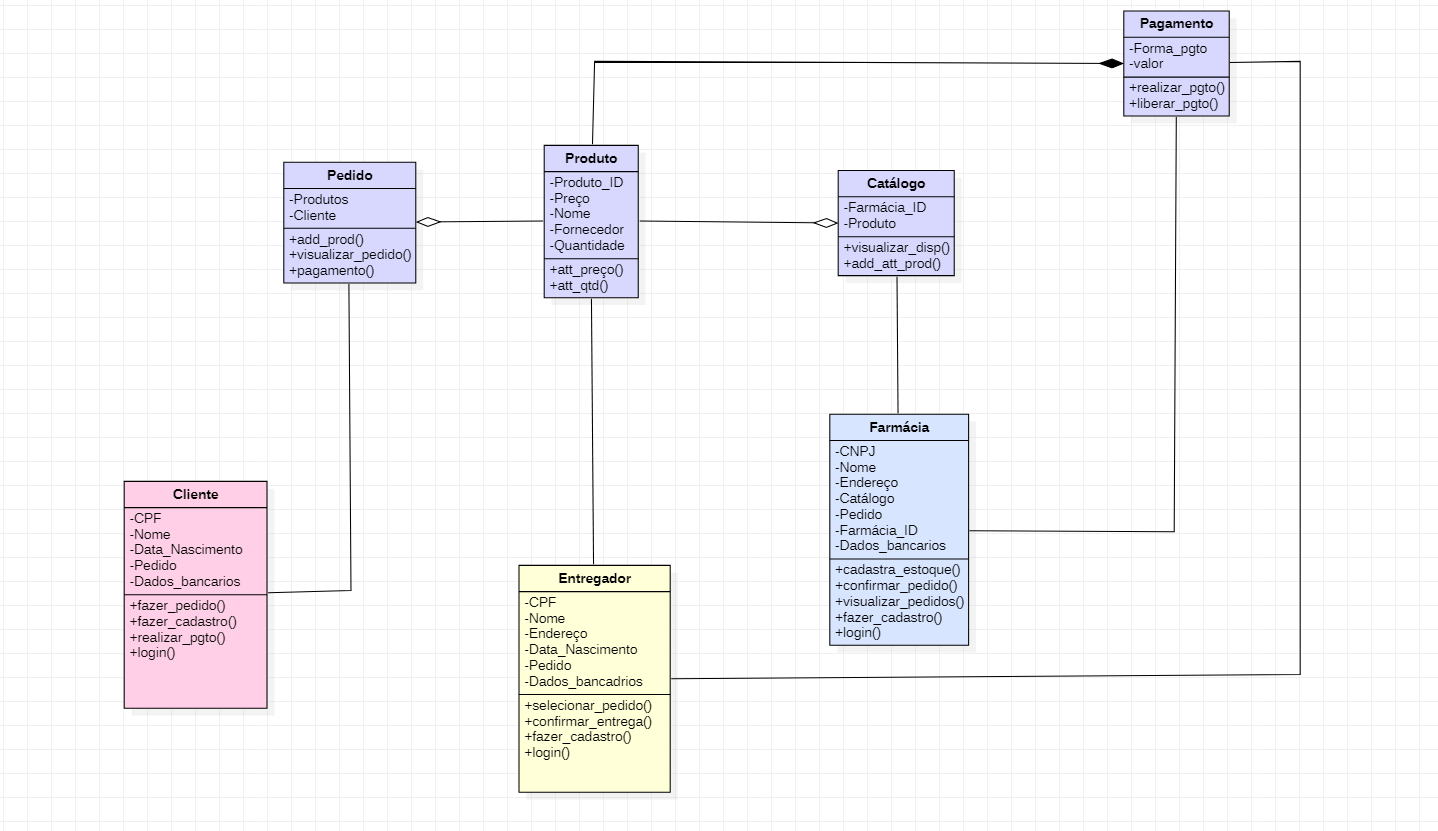 Pagamento
-Forma_pgto
-valor
+realizar_pgto()
+liberar_pgto()
Pedido
-Produtos
-Cliente
+add_prod()
+visualizar_pedido()
+pagamento()
Produto
-Produto_ID
-Preço
-Nome
-Fornecedor
-Quantidade
+att_preço()
+att_qtd()
Catálogo
-Farmácia_ID
-Produto
+visualizar_disp()
+add_att_prod()
Farmácia
-CNPJ
-Nome
-Endereço
-Catálogo
-Pedido
-Farmácia_ID
-Dados_bancarios
+cadastra_estoque()
+confirmar_pedido()
+visualizar_pedidos()
+fazer_cadastro()
+login()
Cliente
-CPF
-Nome
-Data_Nascimento
-Pedido
-Dados_bancarios
+fazer_pedido()
+fazer_cadastro()
+realizar_pgto()
+login()
Entregador
-CPF
-Nome
-Endereço
-Data_Nascimento
-Pedido
-Dados_bancadrios
+selecionar_pedido()
+confirmar_entrega()
+fazer_cadastro()
+login()